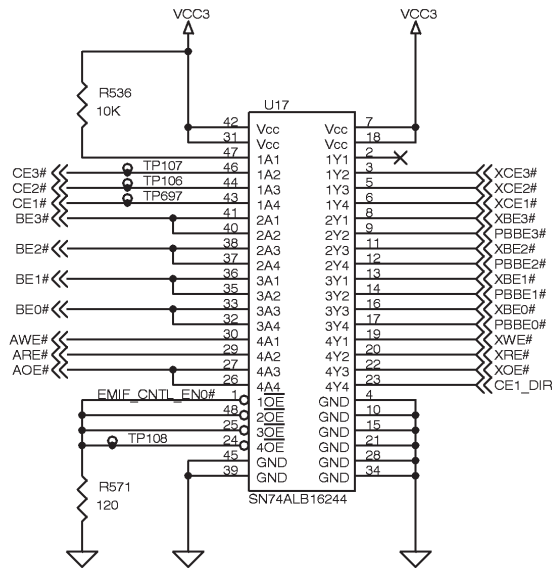 VCC3 VCC3
R536
10K
U17
42 Vcc 7
31 Vcc Vcc 18
47 Vcc 2
CE3# TP107 46 1A1 1Y1 3 XCE3#
CE2# TP106 44 1A2 1Y2 5 XCE2#
CE1# TP697 43 1A3 1Y3 6 XCE1#
BE3# 41 1A4 1Y4 8 XBE3#
40 2A1 2Y1 9 PBBE3#
BE2# 38 2A2 2Y2 11 XBE2#
37 2A3 2Y3 12 PBBE2#
BE1# 36 2A4 2Y4 13 XBE1#
35 3A1 3Y1 14 PBBE1#
BE0# 33 3A2 3Y2 16 XBE0#
32 3A3 3Y3 17 PBBE0#
AWE# 30 3A4 3Y4 19 XWE#
ARE# 29 4A1 4Y1 20 XRE#
AOE# 27 4A2 4Y2 22 XOE#
26 4A3 4Y3 23 CE1_DIR
EMIF_CNTL_EN0# 1 4A4 4Y4 4
48 1OE GND 10
25 2OE GND 15
TP108 24 3OE GND 21
45 4OE GND 28
39 GND GND 34
GND GND
R571
120
SN74ALB16244